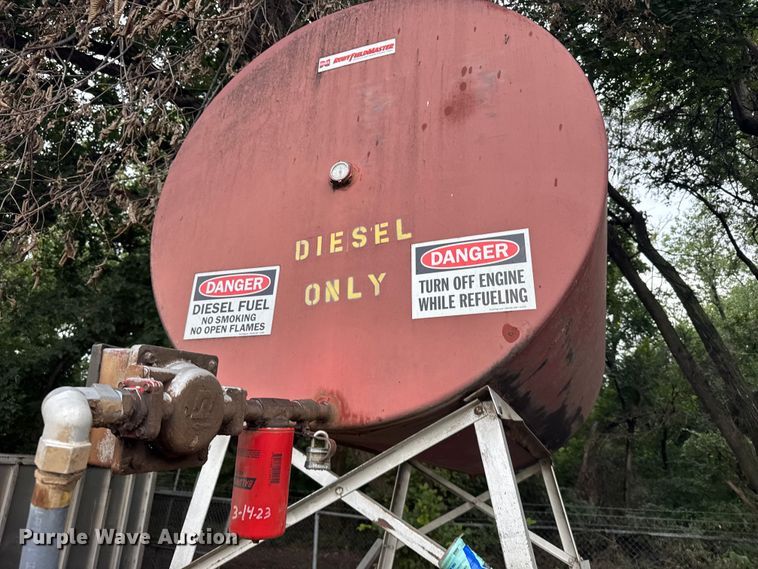 DIESEL
ONLY
DANGER
DIESEL FUEL
NO SMOKING
NO OPEN FLAMES
DANGER
TURN OFF ENGINE
WHILE REFUELING
3-14-23
Purple Wave Auction